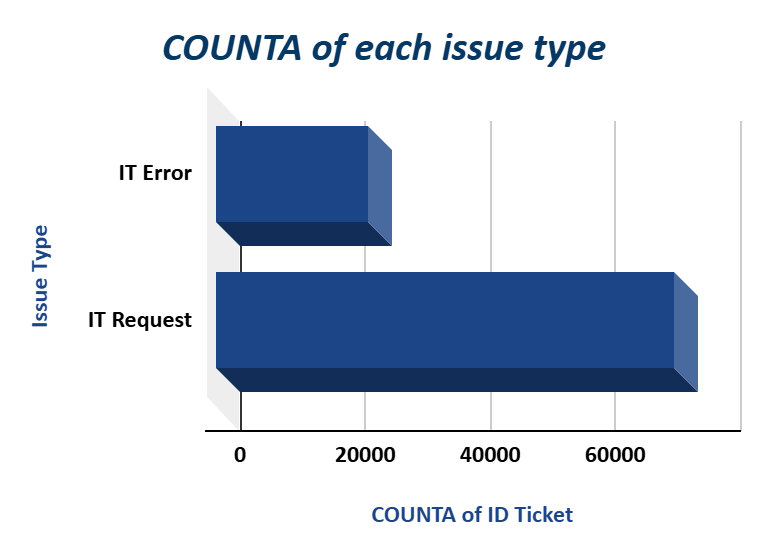 COUNTA of each issue type
Issue Type
IT Error
IT Request
0 20000 40000 60000
COUNTA of ID Ticket